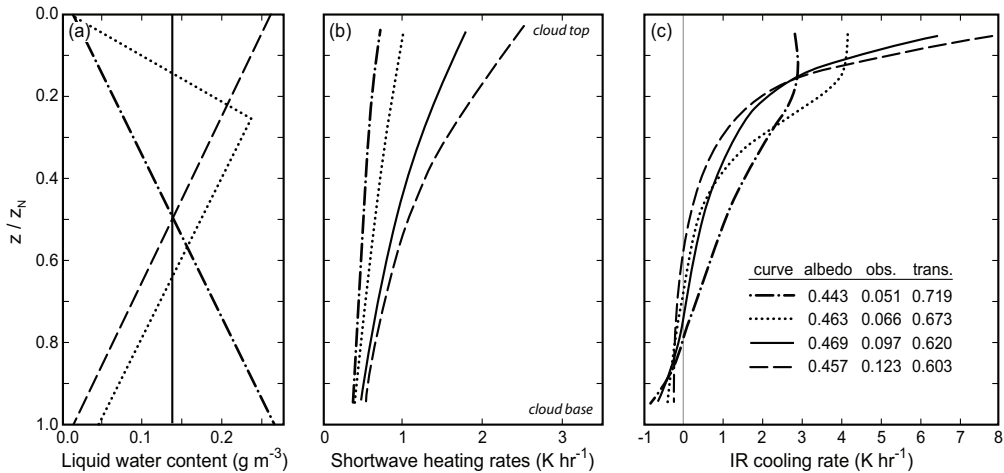 (a)
0.0
0.2
0.4
0.6
0.8
1.0
z / zN
0.0 0.1 0.2
Liquid water content (g m-3)
(b)
cloud top
cloud base
0 1 2 3
Shortwave heating rates (K hr-1)
(c)
curve albedo obs. trans.
0.443 0.051 0.719
0.463 0.066 0.673
0.469 0.097 0.620
0.457 0.123 0.603
-1 0 1 2 3 4 5 6 7 8
IR cooling rate (K hr-1)